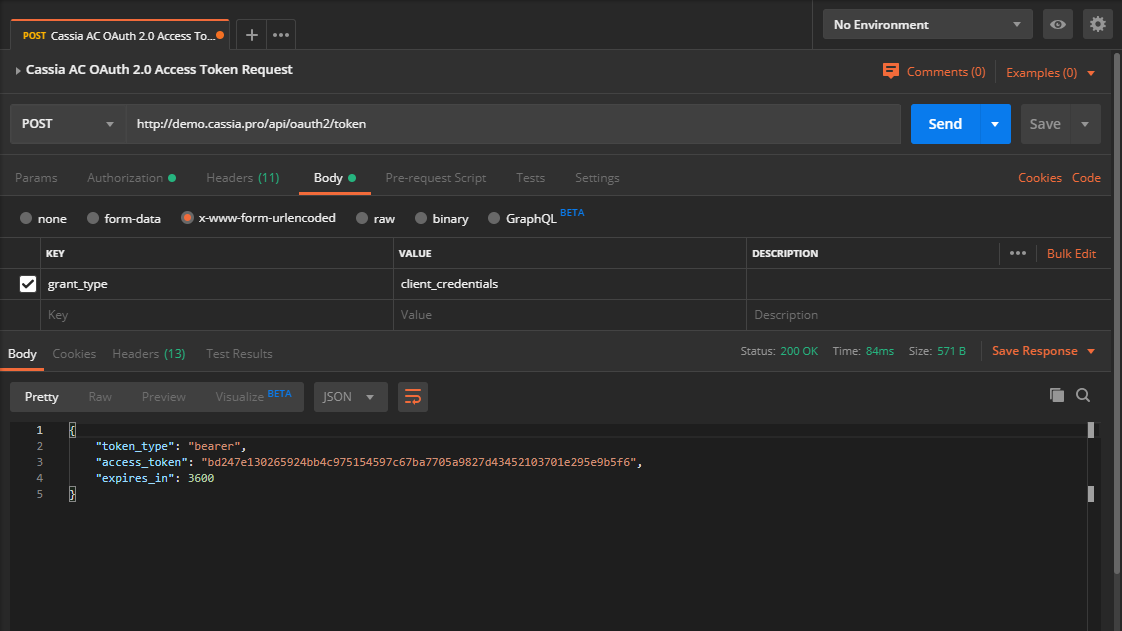 POST Cassia AC OAuth 2.0 Access To...
No Environment
Cassia AC OAuth 2.0 Access Token Request
Comments (0) Examples (0)
POST http://demo.cassia.pro/api/oauth2/token Send Save
Params Authorization Headers (11) Body Pre-request Script Tests Settings Cookies Code
none form-data x-www-form-urlencoded raw binary GraphQL BETA
KEY VALUE DESCRIPTION Bulk Edit
grant_type client_credentials
Key Value Description
Body Cookies Headers (13) Test Results Status: 200 OK Time: 84ms Size: 571 B Save Response
Pretty Raw Preview Visualize BETA JSON
1 {
2 "token_type": "bearer",
3 "access_token": "bd247e130265924bb4c975154597c67ba7705a9827d43452103701e295e9b5f6",
4 "expires_in": 3600
5 }